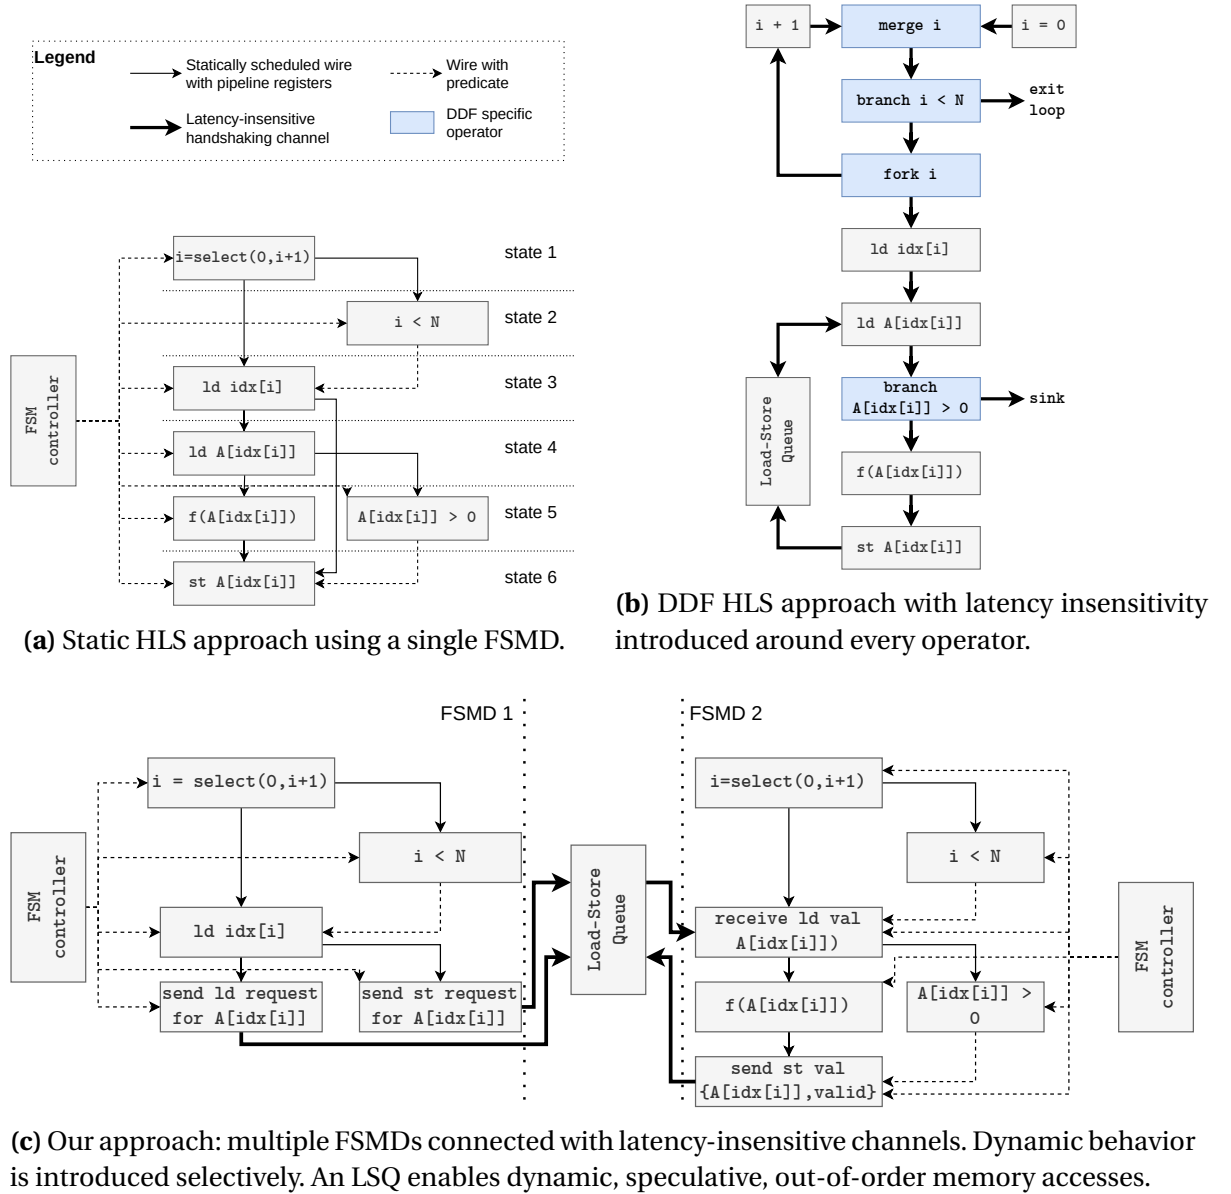 Legend
Statically scheduled wire
with pipeline registers
Wire with
predicate
Latency-insensitive
handshaking channel
DDF specific
operator
i=select(0,i+1)
state 1
i < N
state 2
FSM
controller
ld idx[i]
state 3
ld A[idx[i]]
state 4
f(A[idx[i]])
A[idx[i]] > 0
state 5
st A[idx[i]]
state 6
(a) Static HLS approach using a single FSMD.
i + 1
merge i
i = 0
branch i < N
exit
loop
fork i
ld idx[i]
ld A[idx[i]]
Load-Store
Queue
branch
A[idx[i]] > 0
sink
f(A[idx[i]])
st A[idx[i]]
(b) DDF HLS approach with latency insensitivity
introduced around every operator.
FSMD 1
FSMD 2
i = select(0,i+1)
i < N
FSM
controller
ld idx[i]
send ld request
for A[idx[i]]
send st request
for A[idx[i]]
Load-Store
Queue
i=select(0,i+1)
i < N
receive ld val
A[idx[i]])
FSM
controller
f(A[idx[i]])
A[idx[i]] >
0
send st val
{A[idx[i]],valid}
(c) Our approach: multiple FSMDs connected with latency-insensitive channels. Dynamic behavior
is introduced selectively. An LSQ enables dynamic, speculative, out-of-order memory accesses.